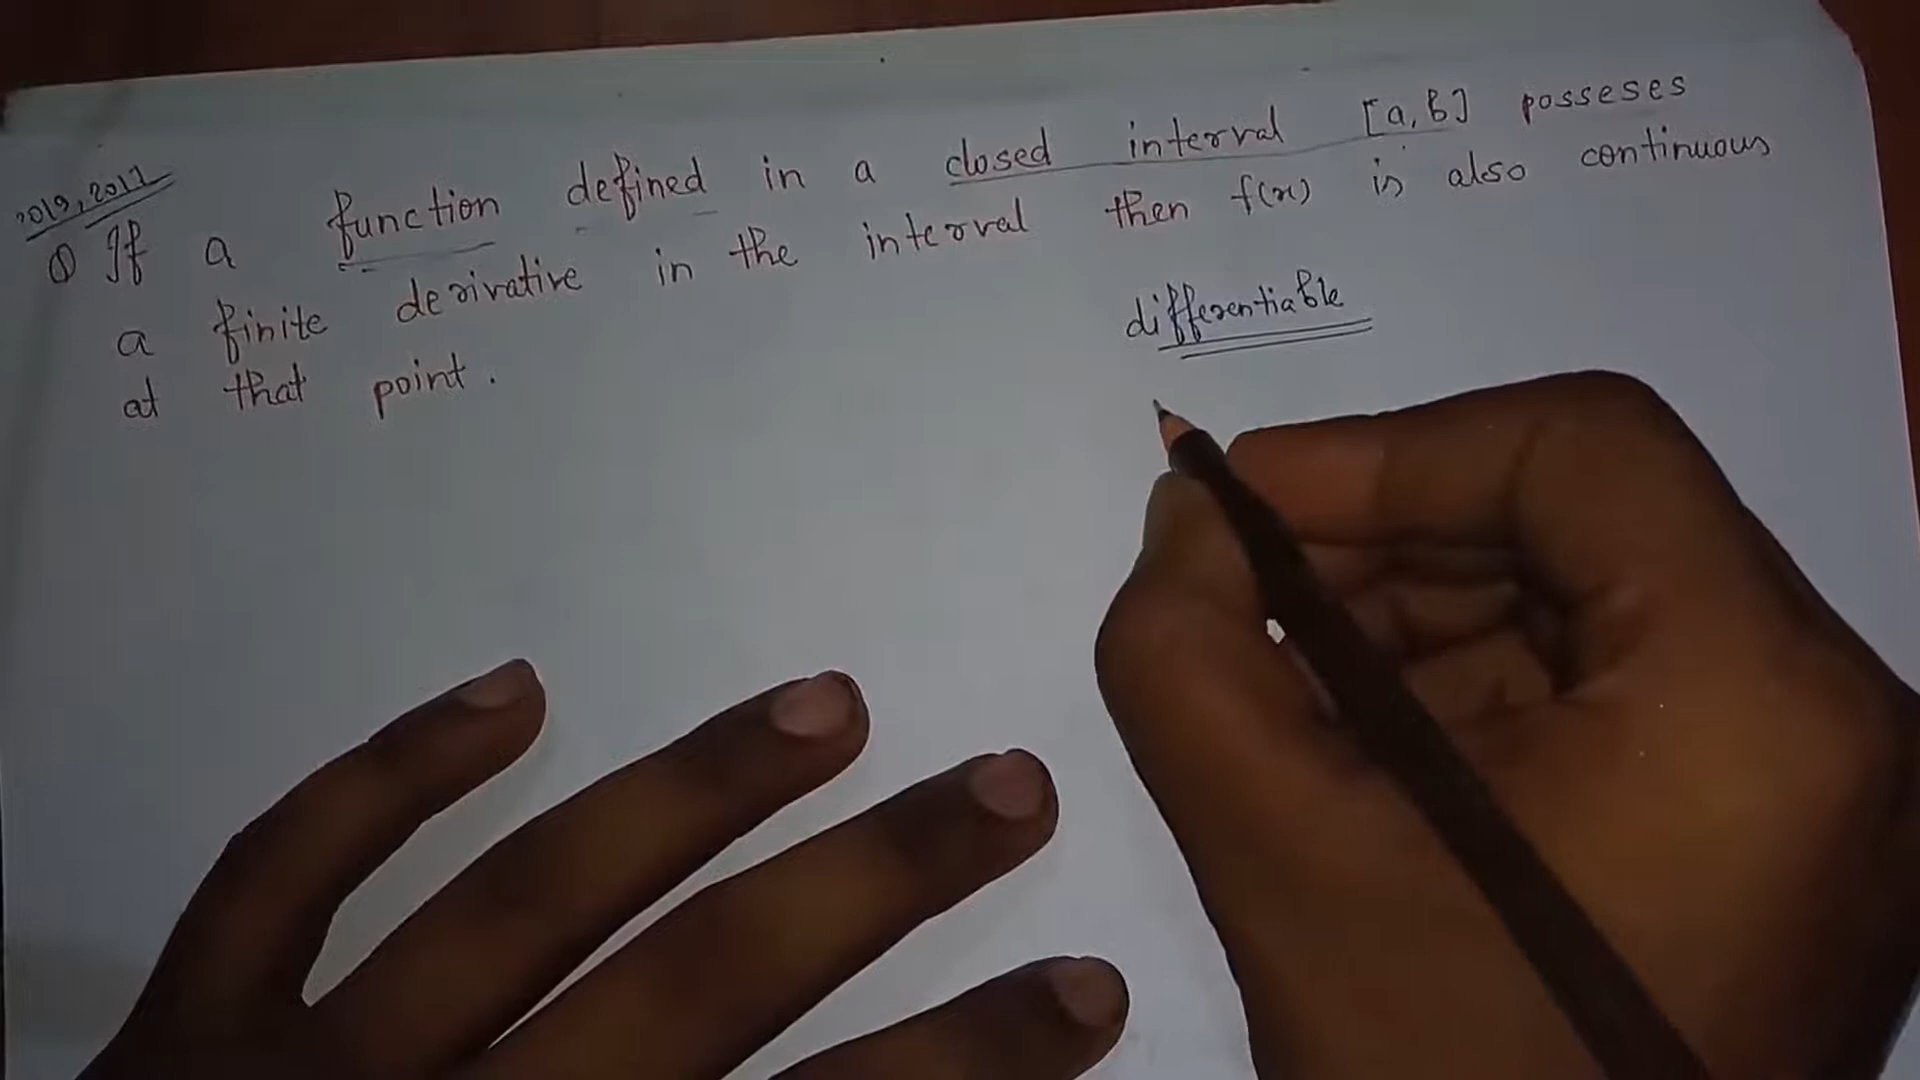 2019, 2017
① If a function defined in a closed interval [a,b] posseses
a finite derivative in the interval then f(x) is also continuous
at that point.
differentiable